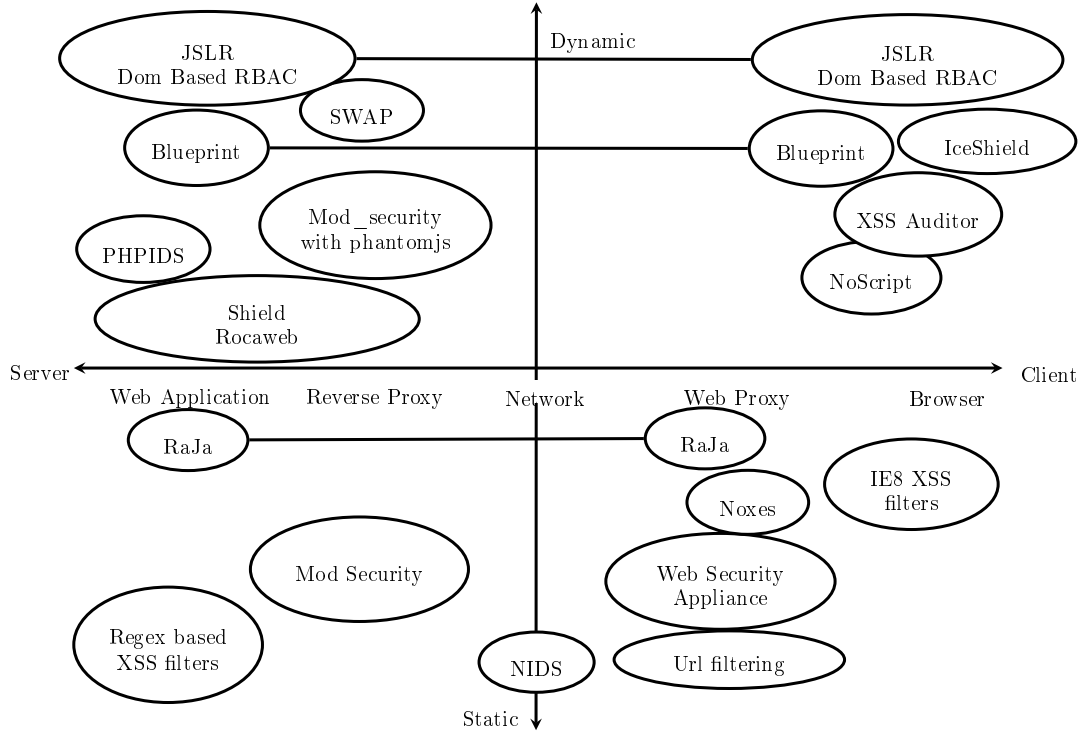 Dynamic
JSLR
Dom Based RBAC
JSLR
Dom Based RBAC
SWAP
Blueprint
Blueprint
IceShield
Mod_security
with phantomjs
XSS Auditor
PHPIDS
NoScript
Shield
Rocaweb
Server
Client
Web Application
Reverse Proxy
Network
Web Proxy
Browser
RaJa
RaJa
IE8 XSS
filters
Noxes
Mod Security
Web Security
Appliance
Regex based
XSS filters
NIDS
Url filtering
Static